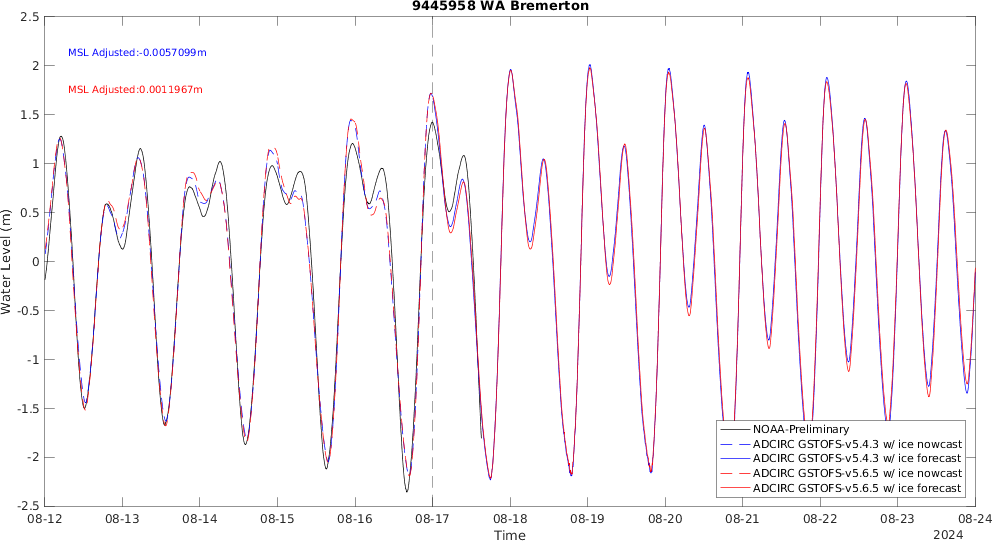 9445958 WA Bremerton
MSL Adjusted:-0.0057099m
MSL Adjusted:0.0011967m
Water Level (m)
2.5
2
1.5
1
0.5
0
-0.5
-1
-1.5
-2
-2.5
NOAA-Preliminary
ADCIRC GSTOFS-v5.4.3 w/ ice nowcast
ADCIRC GSTOFS-v5.4.3 w/ ice forecast
ADCIRC GSTOFS-v5.6.5 w/ ice nowcast
ADCIRC GSTOFS-v5.6.5 w/ ice forecast
08-12 08-13 08-14 08-15 08-16 08-17 08-18 08-19 08-20 08-21 08-22 08-23 08-24
Time
2024